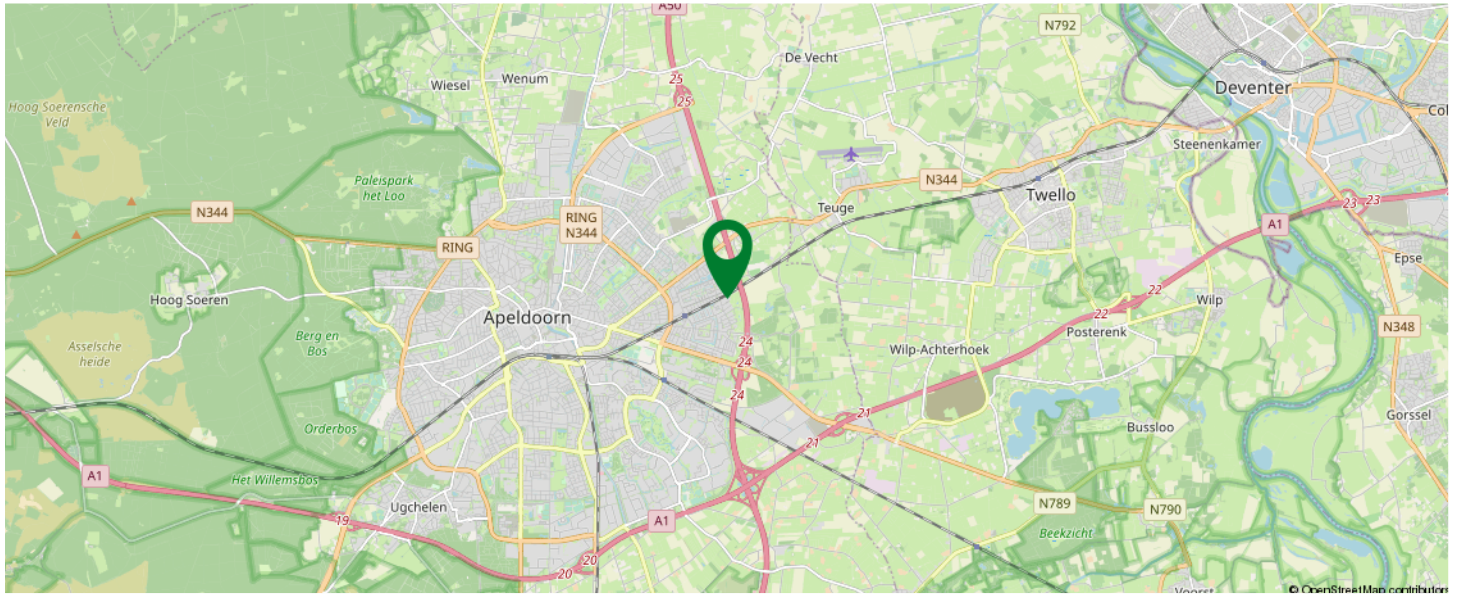 A50
N792
De Vecht
25
Wenum
Wiesel
Deventer
25
Hoog Soerensche
Veld
Col
Steenenkamer
Paleispark
het Loo
N344
Twello
23
23
Teuge
N344
RING
N344
A1
RING
Epse
22
Hoog Soeren
Wilp
22
Apeldoorn
N348
Posterenk
Berg en
Bos
24
Asselsche
heide
Wilp-Achterhoek
24
24
21
Gorssel
Orderbos
Bussloo
21
A1
Het Willemsbos
N789
Ugchelen
N790
19
A1
Beekzicht
20
20
Voorst
© OpenStreetMap contributors